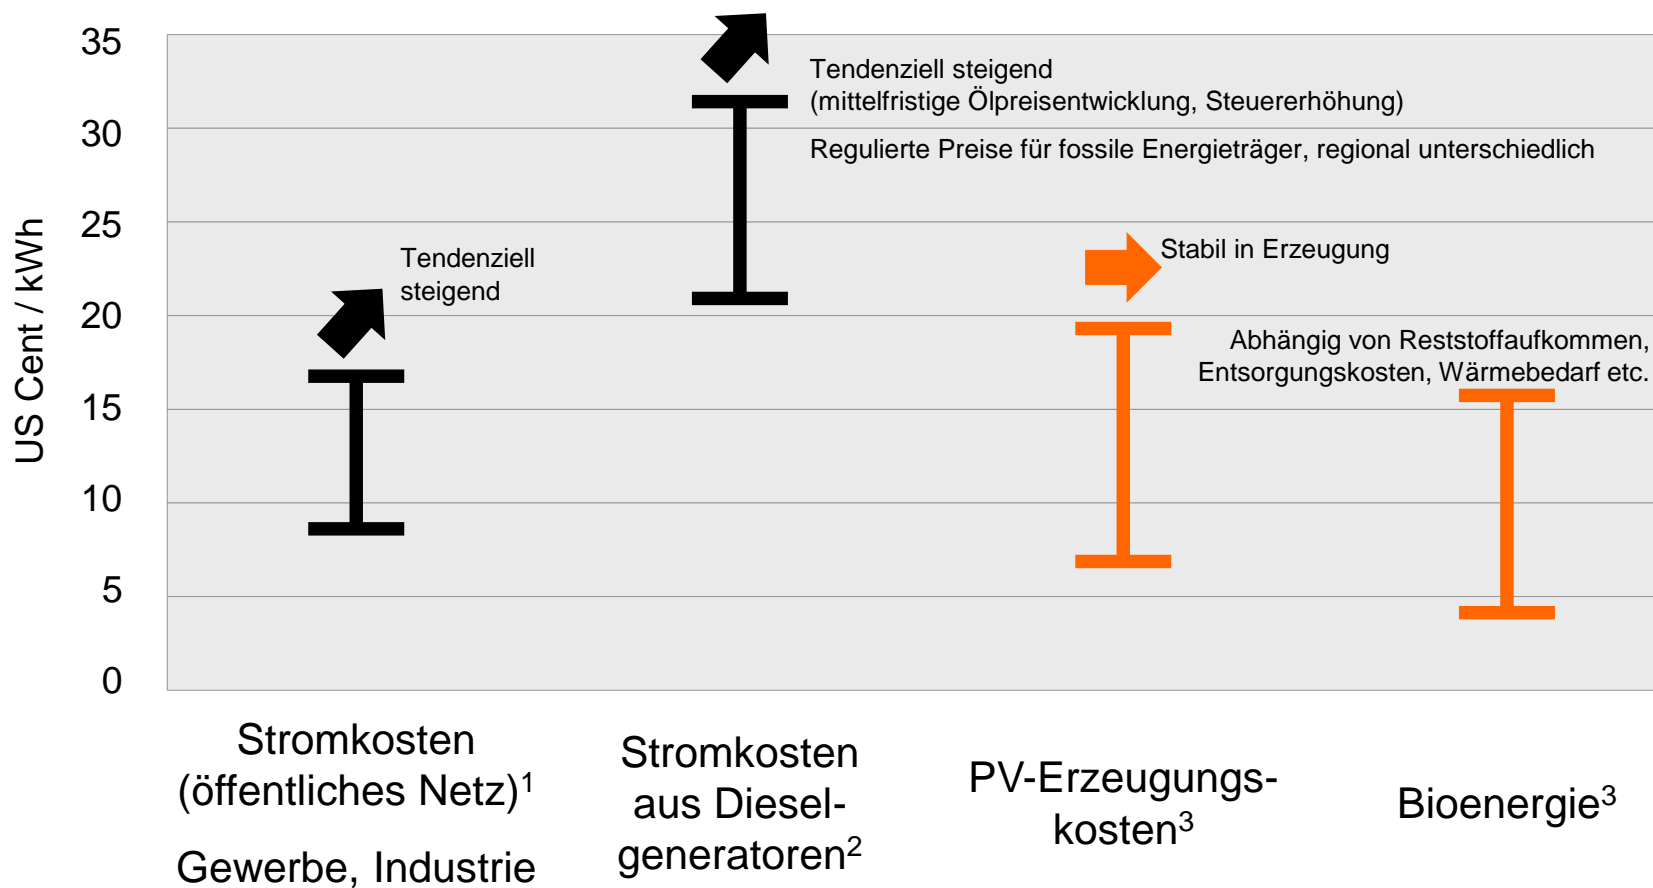 US Cent / kWh
35
30
25
20
15
10
5
0
Tendenziell
steigend
Tendenziell steigend
(mittelfristige Ölpreisentwicklung, Steuererhöhung)
Regulierte Preise für fossile Energieträger, regional unterschiedlich
Stabil in Erzeugung
Abhängig von Reststoffaufkommen,
Entsorgungskosten, Wärmebedarf etc.
Stromkosten
(öffentliches Netz)¹
Gewerbe, Industrie
Stromkosten
aus Diesel-
generatoren²
PV-Erzeugungs-
kosten³
Bioenergie³